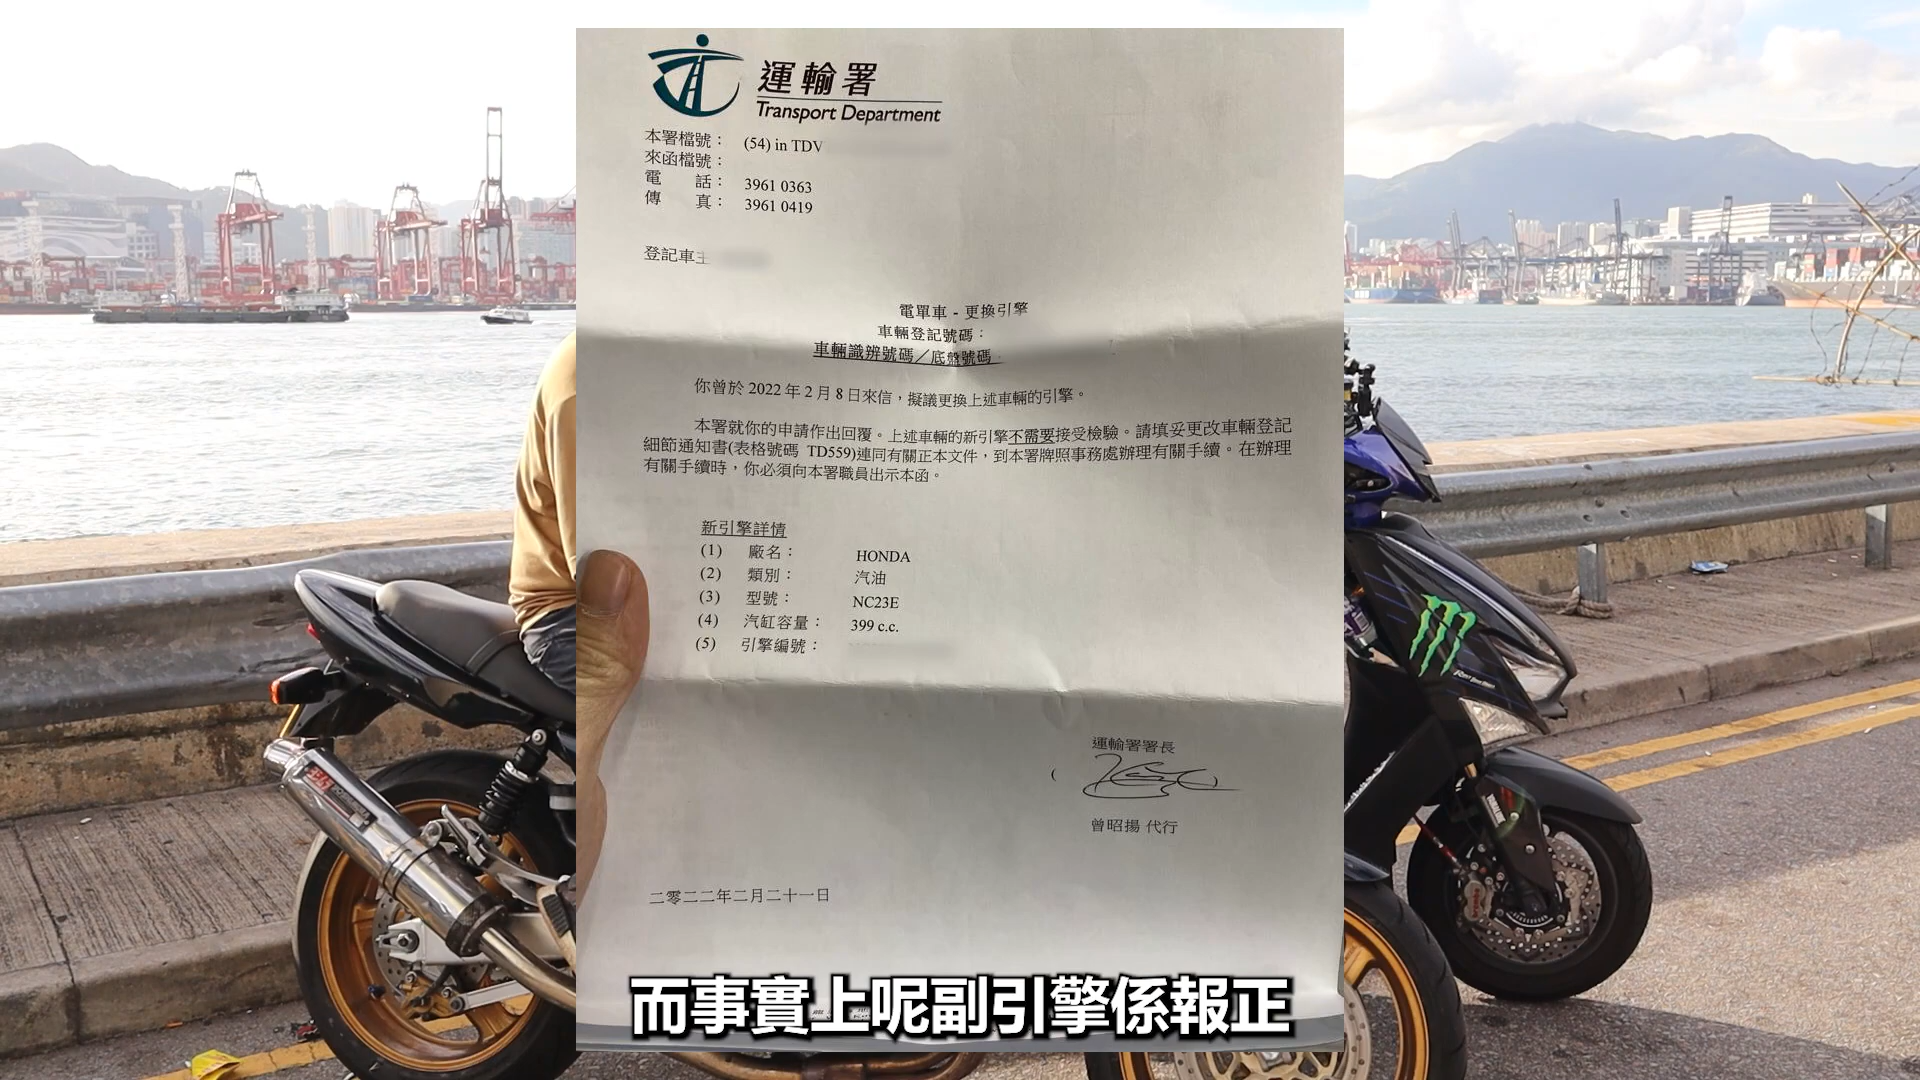 運輸署
Transport Department
本署檔號： (54) in TDV
來函檔號：
電　　話： 3961 0363
傳　　真： 3961 0419
登記車主
電單車 - 更換引擎
車輛登記號碼：
車輛識辨號碼／底盤號碼
你曾於 2022 年 2 月 8 日來信，擬議更換上述車輛的引擎。
本署就你的申請作出回覆。上述車輛的新引擎不需要接受檢驗。請填妥更改車輛登記
細節通知書(表格號碼 TD559)連同有關正本文件，到本署牌照事務處辦理有關手續。在辦理
有關手續時，你必須向本署職員出示本函。
新引擎詳情
(1) 廠名： HONDA
(2) 類別： 汽油
(3) 型號： NC23E
(4) 汽缸容量： 399 c.c.
(5) 引擎編號：
運輸署署長
曾昭揚 代行
二零二二年二月二十一日
而事實上呢副引擎係報正